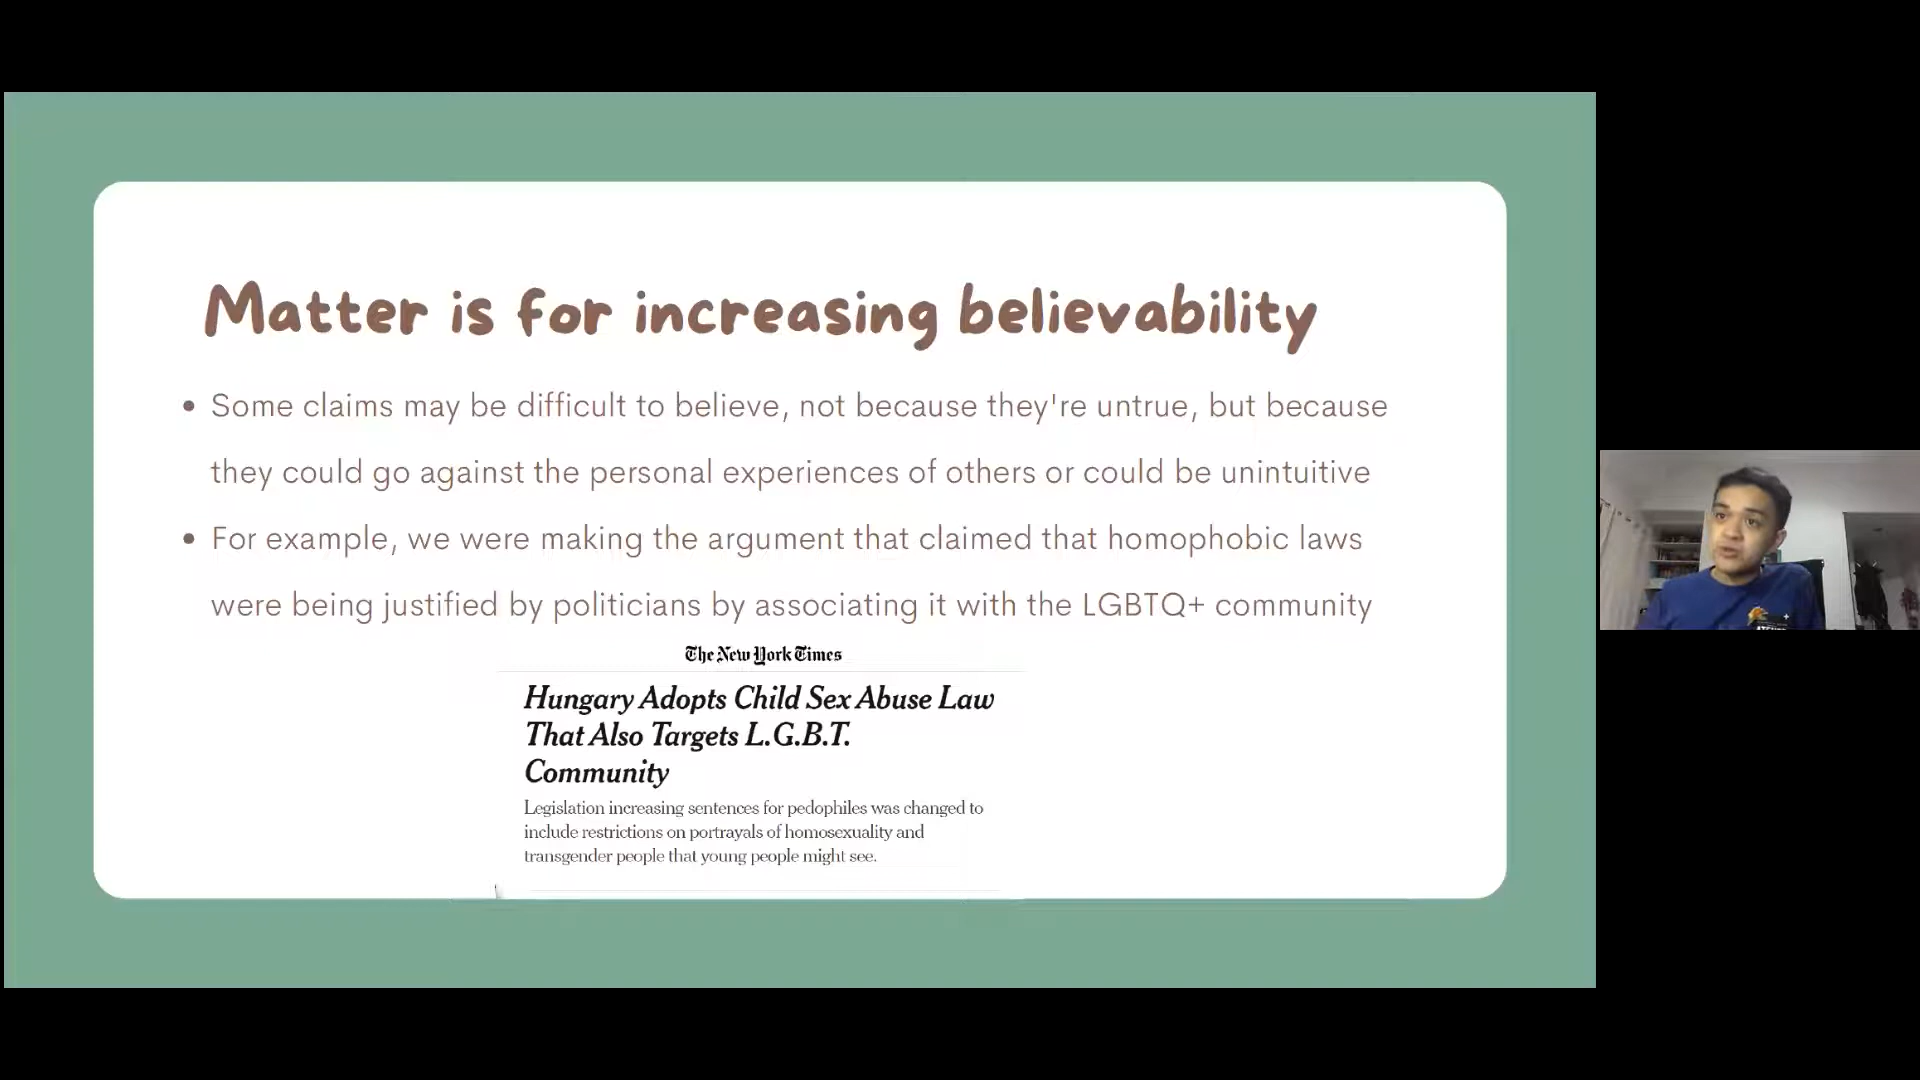 Matter is for increasing believability
• Some claims may be difficult to believe, not because they're untrue, but because
they could go against the personal experiences of others or could be unintuitive
• For example, we were making the argument that claimed that homophobic laws
were being justified by politicians by associating it with the LGBTQ+ community
The New York Times
Hungary Adopts Child Sex Abuse Law
That Also Targets L.G.B.T.
Community
Legislation increasing sentences for pedophiles was changed to
include restrictions on portrayals of homosexuality and
transgender people that young people might see.